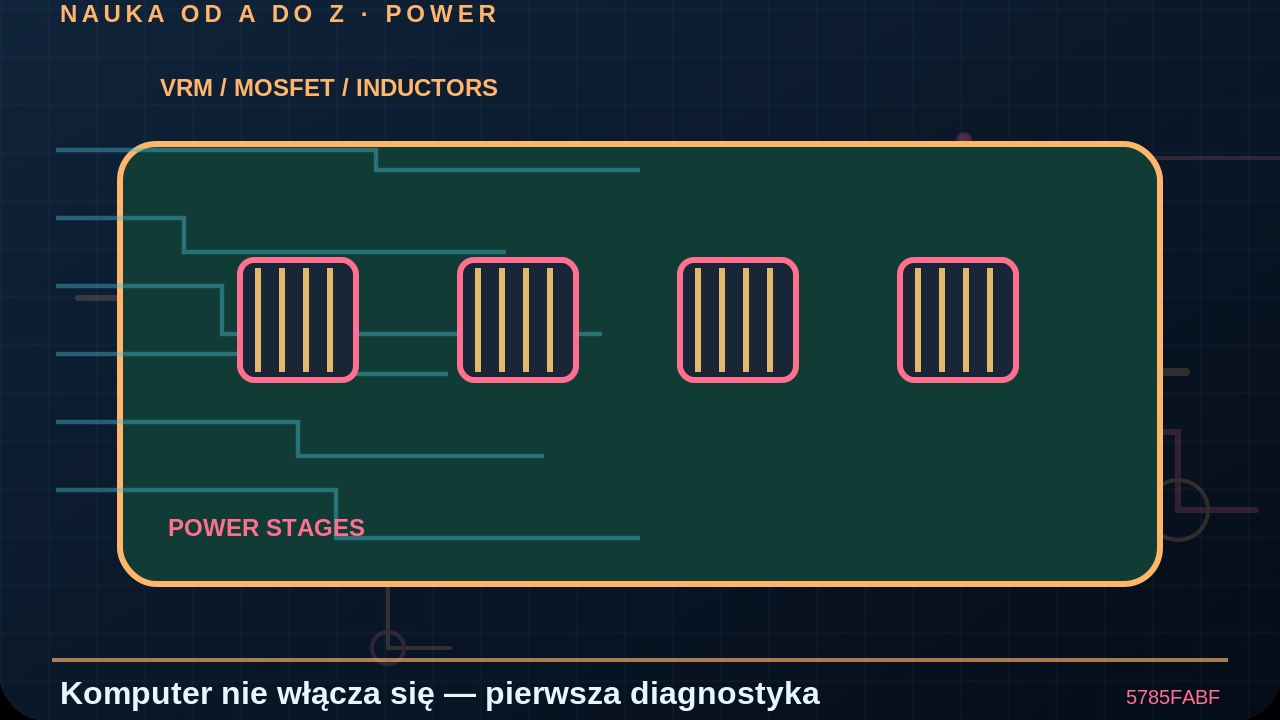 NAUKA OD A DO Z · POWER
VRM / MOSFET / INDUCTORS
POWER STAGES
Komputer nie włącza się — pierwsza diagnostyka
5785FABF